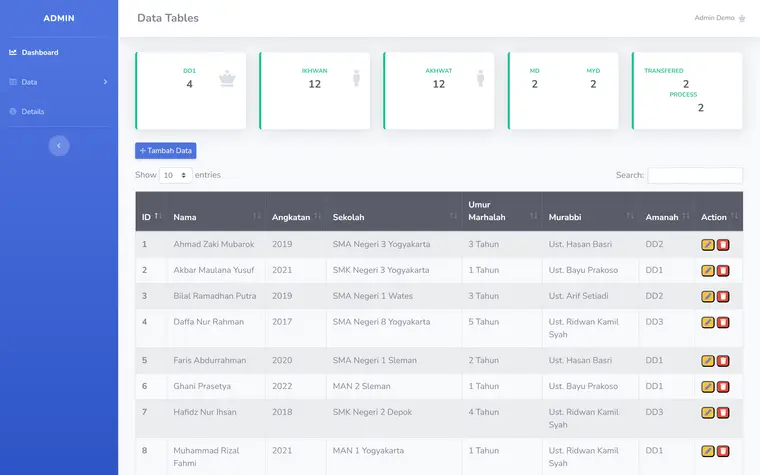 ADMIN
Dashboard
Data
Details
Data Tables
Admin Demo
DD1
4
IKHWAN
12
AKHWAT
12
MD
2
MYD
2
TRANSFERED
2
PROCESS
2
+ Tambah Data
Show 10 entries
Search:
ID Nama Angkatan Sekolah Umur Marhalah Murabbi Amanah Action
1 Ahmad Zaki Mubarok 2019 SMA Negeri 3 Yogyakarta 3 Tahun Ust. Hasan Basri DD2
2 Akbar Maulana Yusuf 2021 SMK Negeri 3 Yogyakarta 1 Tahun Ust. Bayu Prakoso DD1
3 Bilal Ramadhan Putra 2019 SMA Negeri 1 Wates 3 Tahun Ust. Arif Setiadi DD2
4 Daffa Nur Rahman 2017 SMA Negeri 8 Yogyakarta 5 Tahun Ust. Ridwan Kamil Syah DD3
5 Faris Abdurrahman 2020 SMA Negeri 1 Sleman 2 Tahun Ust. Hasan Basri DD1
6 Ghani Prasetya 2022 MAN 2 Sleman 1 Tahun Ust. Bayu Prakoso DD1
7 Hafidz Nur Ihsan 2018 SMK Negeri 2 Depok 4 Tahun Ust. Ridwan Kamil Syah DD3
8 Muhammad Rizal Fahmi 2021 MAN 1 Yogyakarta 1 Tahun Ust. Ridwan Kamil Syah DD1